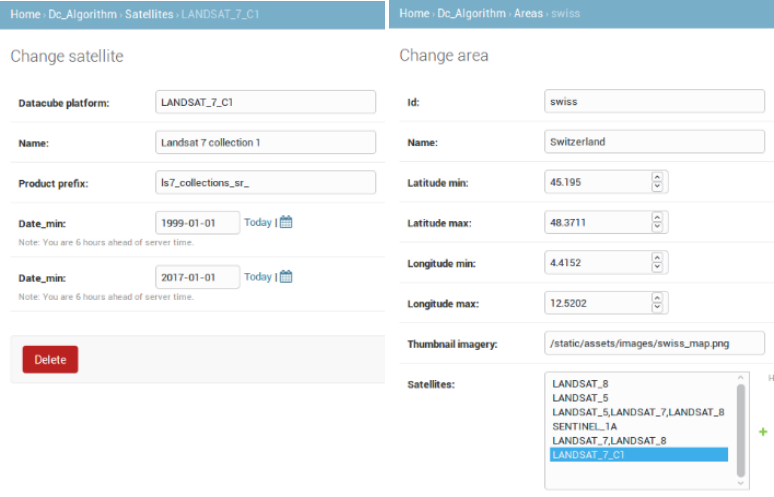 Home › Dc_Algorithm › Satellites › LANDSAT_7_C1
Change satellite
Datacube platform: LANDSAT_7_C1
Name: Landsat 7 collection 1
Product prefix: ls7_collections_sr_
Date_min: 1999-01-01 Today |
Note: You are 6 hours ahead of server time.
Date_min: 2017-01-01 Today |
Note: You are 6 hours ahead of server time.
Delete
Home › Dc_Algorithm › Areas › swiss
Change area
Id: swiss
Name: Switzerland
Latitude min: 45.195
Latitude max: 48.3711
Longitude min: 4.4152
Longitude max: 12.5202
Thumbnail imagery: /static/assets/images/swiss_map.png
Satellites:
LANDSAT_8
LANDSAT_5
LANDSAT_5,LANDSAT_7,LANDSAT_8
SENTINEL_1A
LANDSAT_7,LANDSAT_8
LANDSAT_7_C1
H